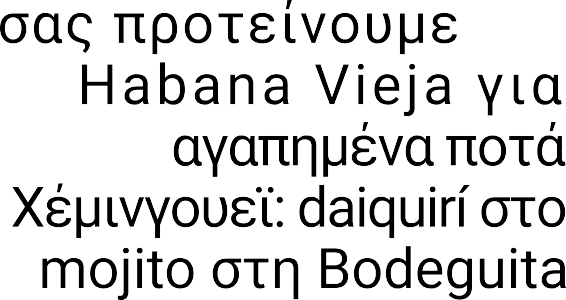 σας προτείνουμε
Habana Vieja για
αγαπημένα ποτά
Χέμινγουεϊ: daiquirí στο
mojito στη Bodeguita